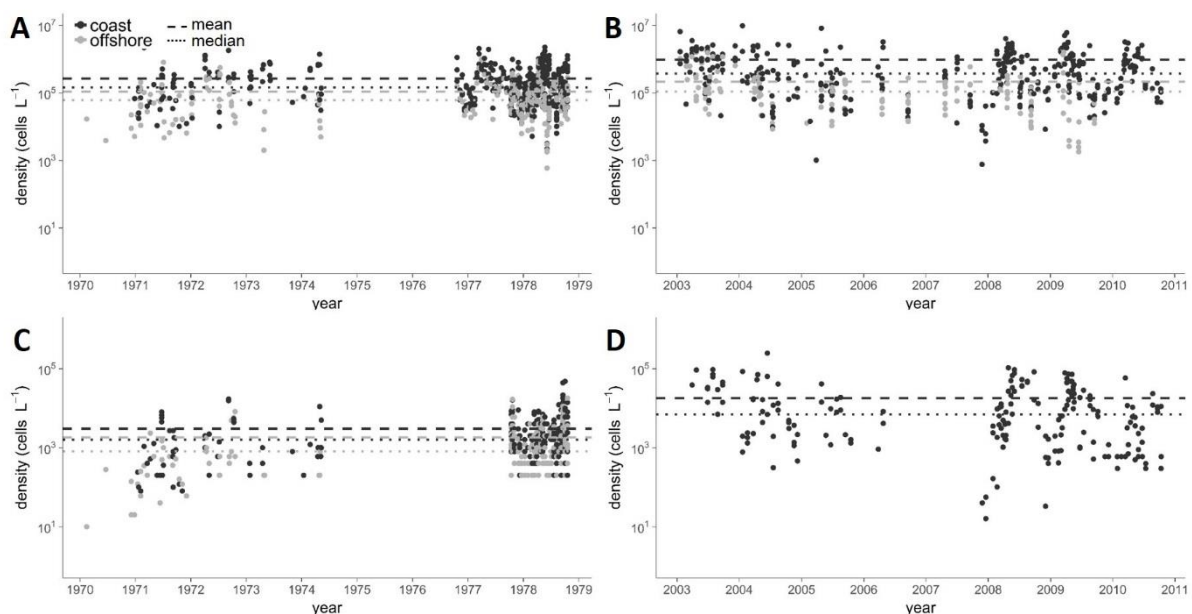 A
coast
offshore
mean
median
density (cells L⁻¹)
10⁷
10⁵
10³
10¹
1970 1971 1972 1973 1974 1975 1976 1977 1978 1979
year
B
density (cells L⁻¹)
10⁷
10⁵
10³
10¹
2003 2004 2005 2006 2007 2008 2009 2010 2011
year
C
density (cells L⁻¹)
10⁵
10³
10¹
1970 1971 1972 1973 1974 1975 1976 1977 1978 1979
year
D
density (cells L⁻¹)
10⁵
10³
10¹
2003 2004 2005 2006 2007 2008 2009 2010 2011
year